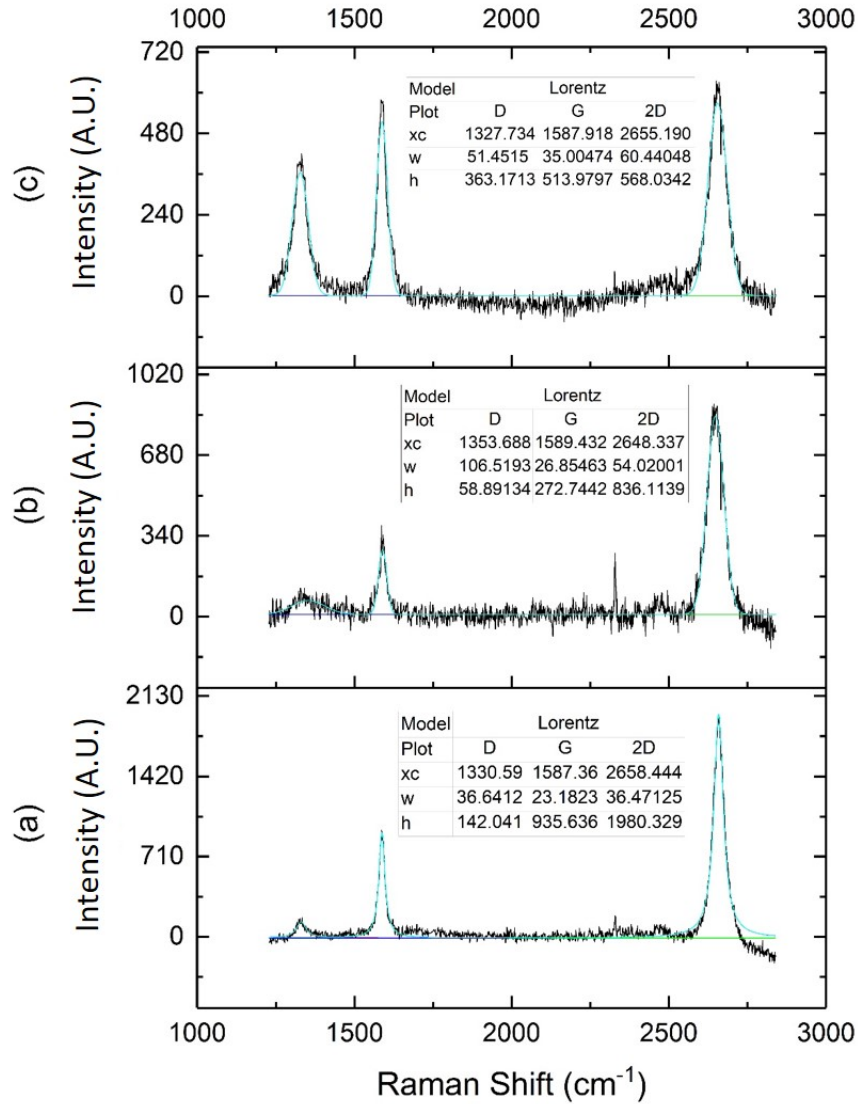 1000 1500 2000 2500 3000
(c)
Intensity (A.U.)
720
480
240
0
Model Lorentz
Plot D G 2D
xc 1327.734 1587.918 2655.190
w 51.4515 35.00474 60.44048
h 363.1713 513.9797 568.0342
(b)
Intensity (A.U.)
1020
680
340
0
Model Lorentz
Plot D G 2D
xc 1353.688 1589.432 2648.337
w 106.5193 26.85463 54.02001
h 58.89134 272.7442 836.1139
(a)
Intensity (A.U.)
2130
1420
710
0
Model Lorentz
Plot D G 2D
xc 1330.59 1587.36 2658.444
w 36.6412 23.1823 36.47125
h 142.041 935.636 1980.329
1000 1500 2000 2500 3000
Raman Shift (cm⁻¹)